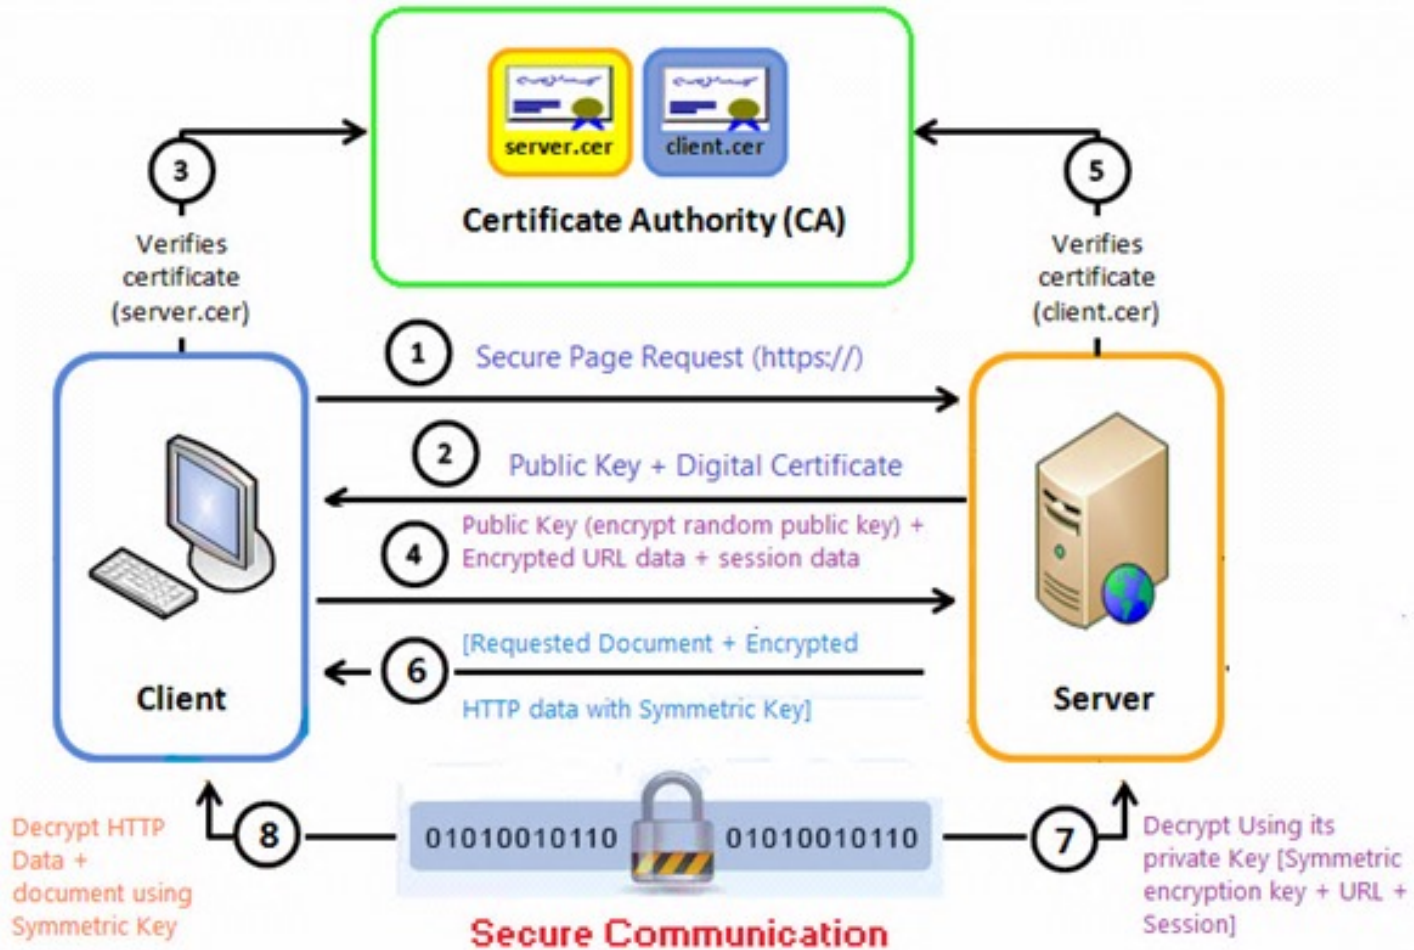 server.cer
client.cer
Certificate Authority (CA)
3
Verifies
certificate
(server.cer)
5
Verifies
certificate
(client.cer)
1
Secure Page Request (https://)
2
Public Key + Digital Certificate
4
Public Key (encrypt random public key) +
Encrypted URL data + session data
6
[Requested Document + Encrypted
HTTP data with Symmetric Key]
Client
Server
8
Decrypt HTTP
Data +
document using
Symmetric Key
01010010110
01010010110
7
Decrypt Using its
private Key [Symmetric
encryption key + URL +
Session]
Secure Communication